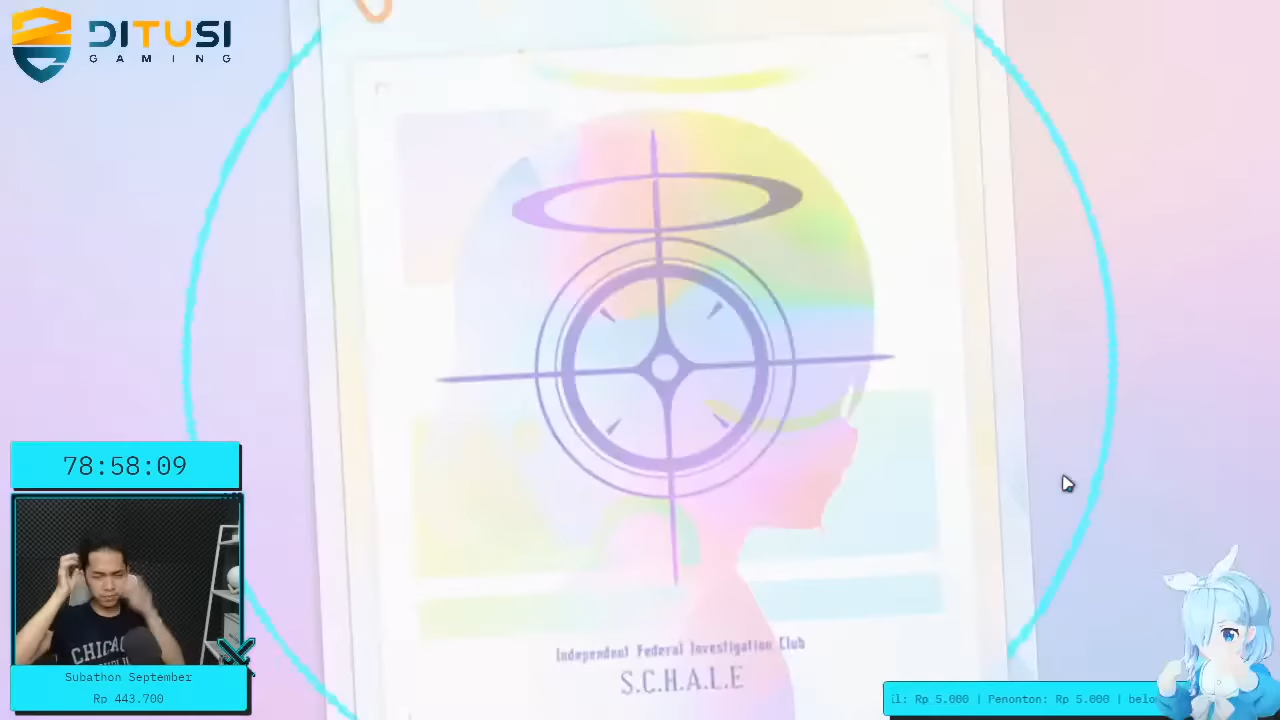 DITUSI
GAMING
78:58:09
CHICAGO
Subathon September
Rp 443.700
Independent Federal Investigation Club
S.C.H.A.L.E
l: Rp 5.000 | Penonton: Rp 5.000 | belo